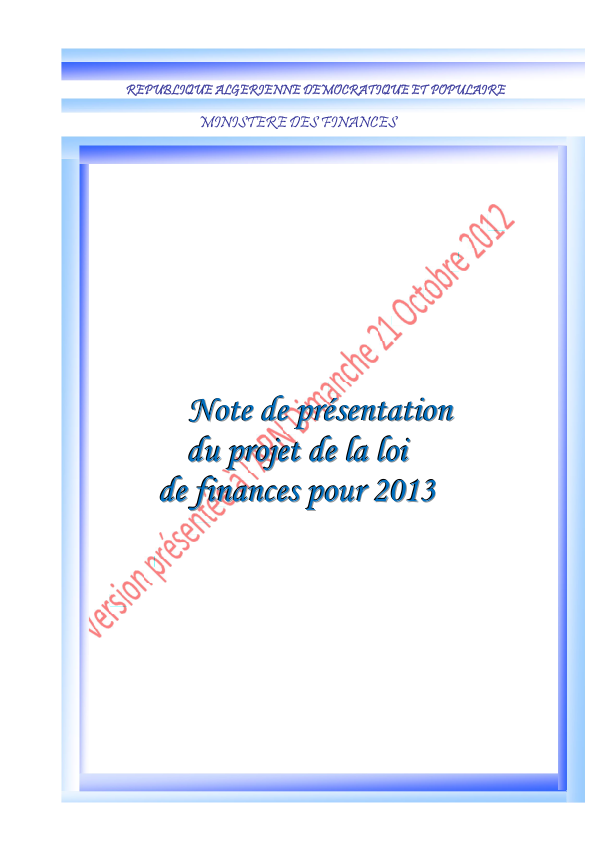 REPUBLIQUE ALGERIENNE DEMOCRATIQUE ET POPULAIRE
MINISTERE DES FINANCES
Note de présentation
du projet de la loi
de finances pour 2013
version présentée à l'APN Dimanche 21 Octobre 2012